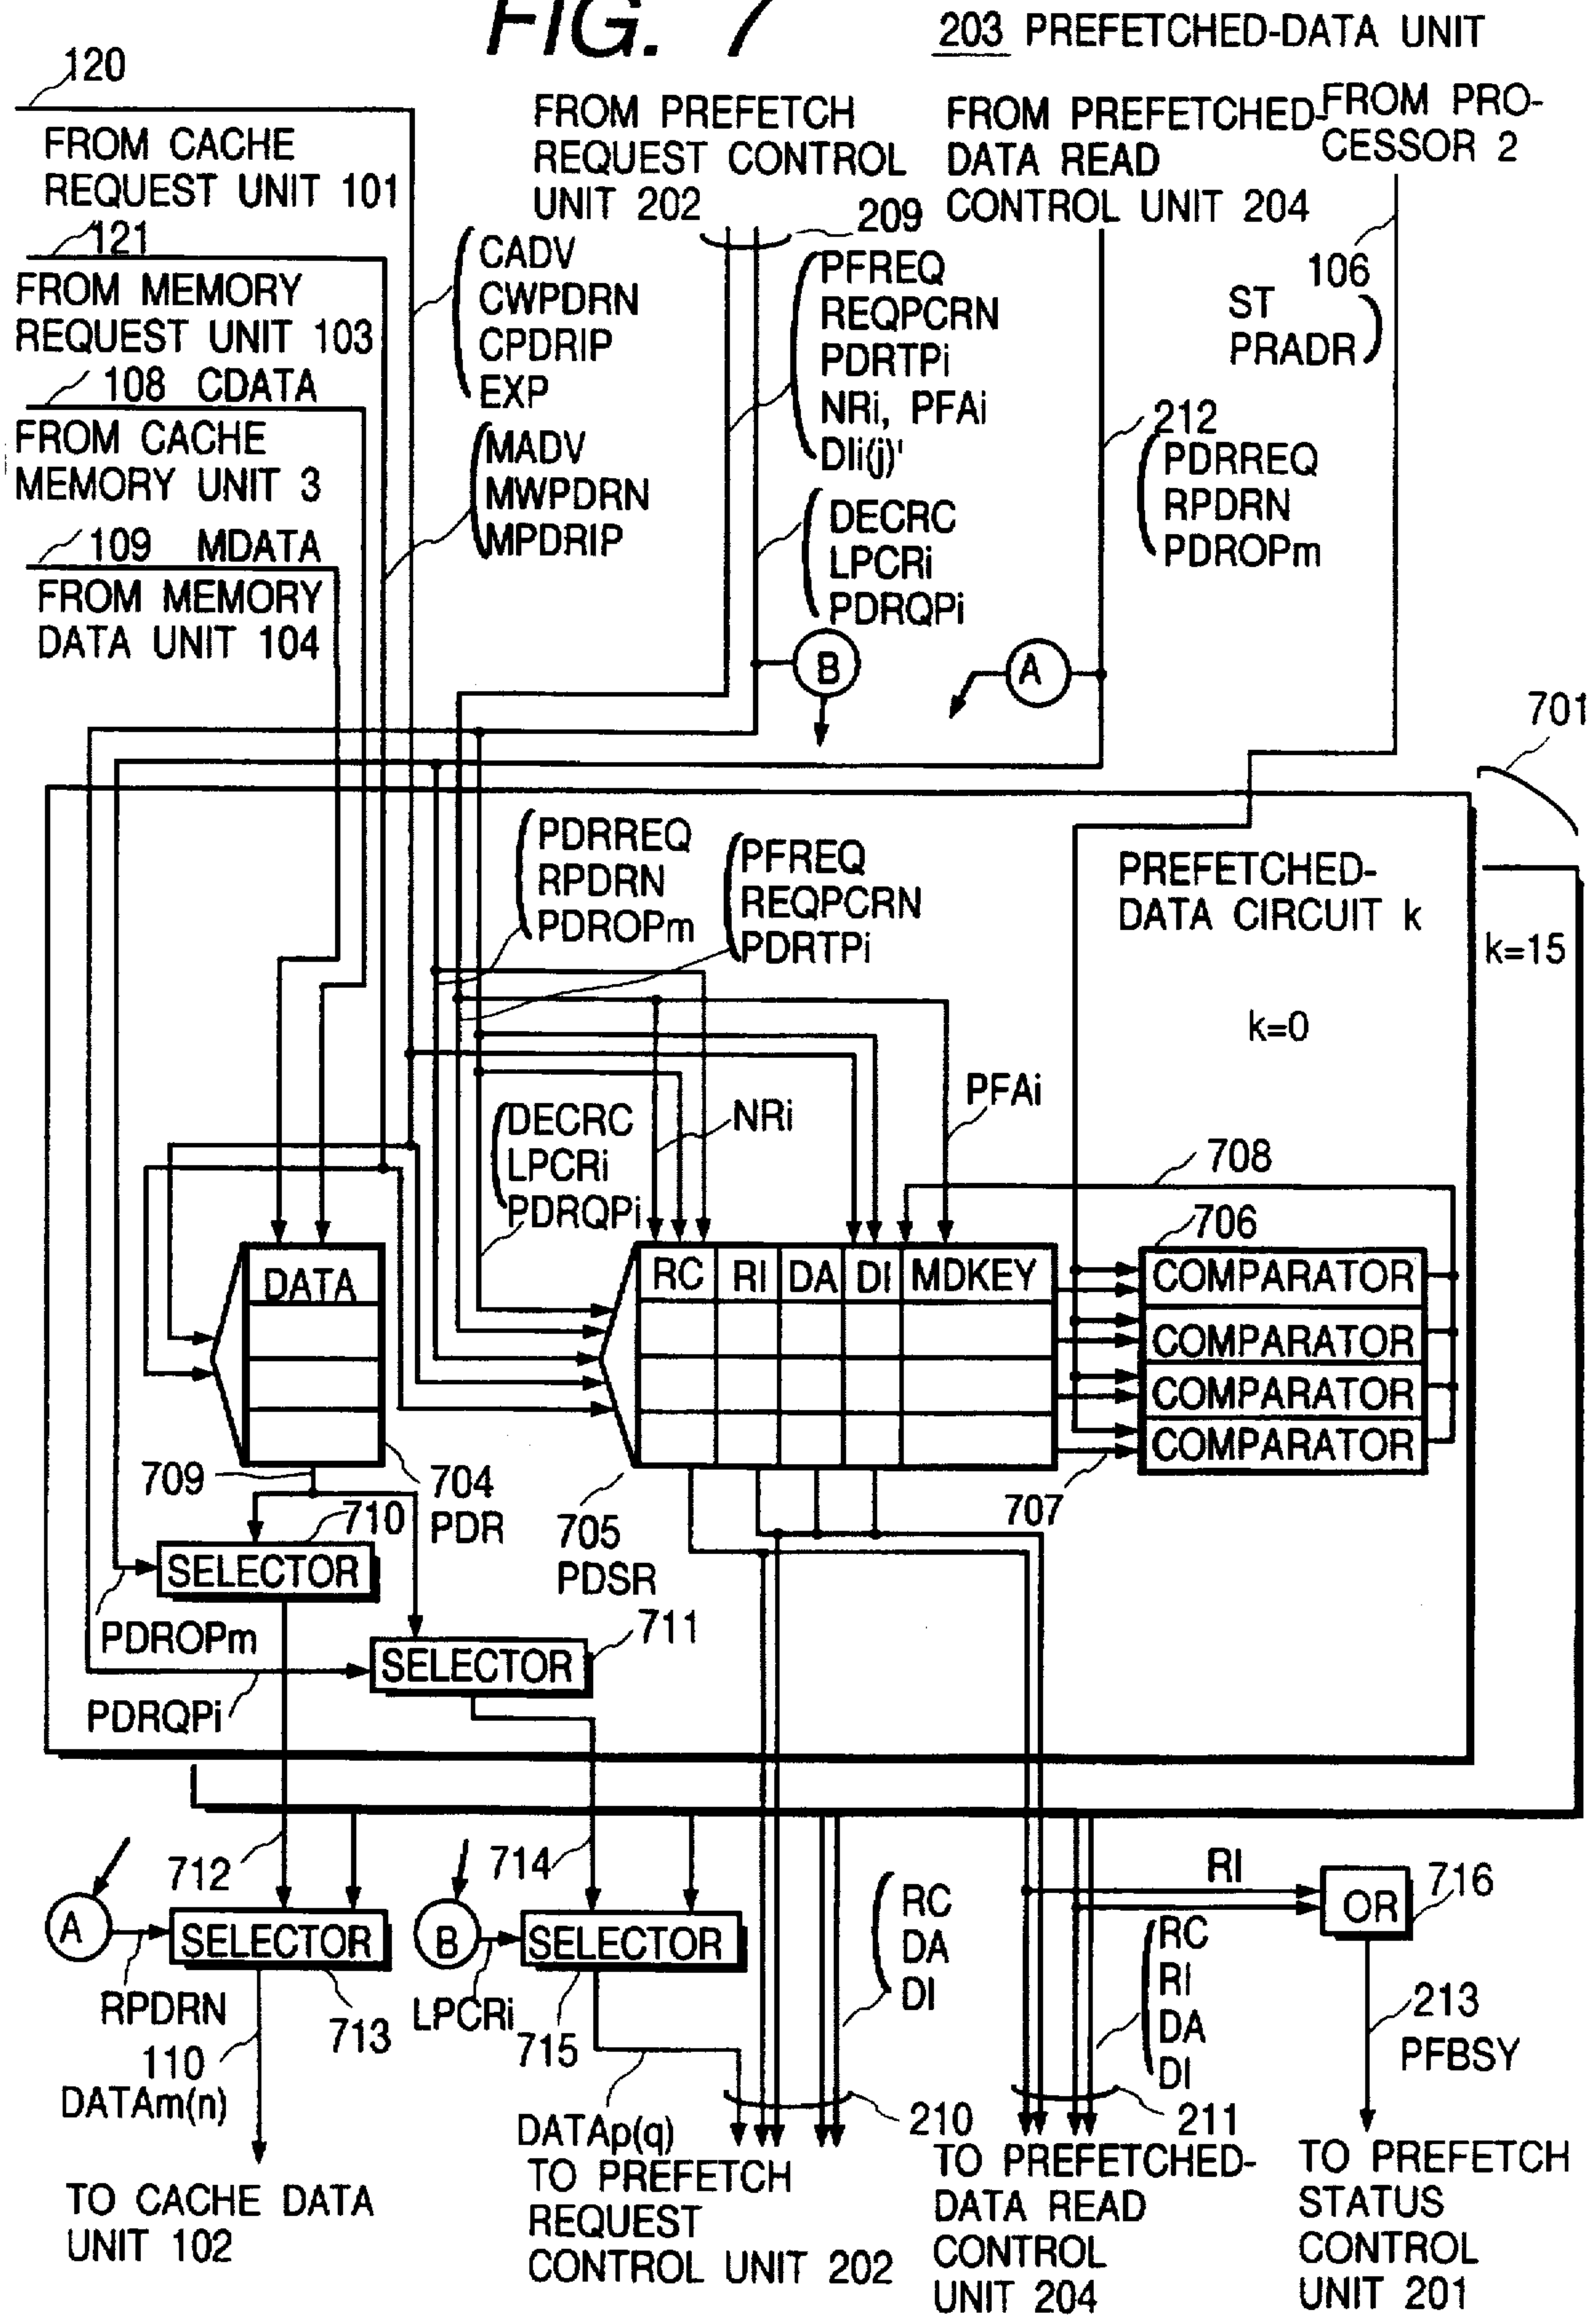 FIG. 7
203 PREFETCHED-DATA UNIT
120
FROM CACHE
REQUEST UNIT 101
121
FROM MEMORY
REQUEST UNIT 103
108 CDATA
FROM CACHE
MEMORY UNIT 3
109 MDATA
FROM MEMORY
DATA UNIT 104
FROM PREFETCH
REQUEST CONTROL
UNIT 202
209
FROM PREFETCHED-
DATA READ
CONTROL UNIT 204
FROM PRO-
CESSOR 2
CADV
CWPDRN
CPDRIP
EXP
MADV
MWPDRN
MPDRIP
PFREQ
REQPCRN
PDRTPi
NRi, PFAi
DIi(j)'
DECRC
LPCRi
PDRQPi
106
ST
PRADR
212
PDRREQ
RPDRN
PDROPm
B
A
701
PDRREQ
RPDRN
PDROPm
PFREQ
REQPCRN
PDRTPi
PREFETCHED-
DATA CIRCUIT k
k=15
k=0
DECRC
LPCRi
PDRQPi
NRi
PFAi
708
706
DATA
RC RI DA DI MDKEY
COMPARATOR
COMPARATOR
COMPARATOR
COMPARATOR
709
704
PDR
705
PDSR
707
710
SELECTOR
PDROPm
711
SELECTOR
PDRQPi
712
714
A
SELECTOR
RPDRN
713
B
SELECTOR
LPCRi
715
RC
DA
DI
RI
OR
716
RC
RI
DA
DI
213
PFBSY
110
DATAm(n)
TO CACHE DATA
UNIT 102
DATAp(q)
210
TO PREFETCH
REQUEST
CONTROL UNIT 202
211
TO PREFETCHED-
DATA READ
CONTROL
UNIT 204
TO PREFETCH
STATUS
CONTROL
UNIT 201